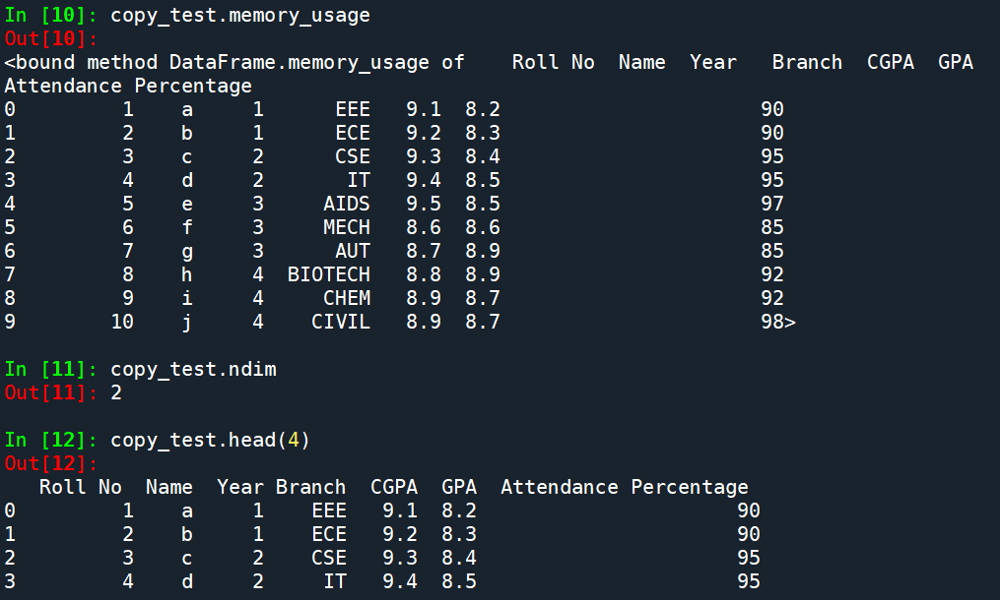 In [10]: copy_test.memory_usage
Out[10]:
<bound method DataFrame.memory_usage of    Roll No  Name  Year   Branch  CGPA  GPA
Attendance Percentage
0         1    a     1      EEE   9.1  8.2                      90
1         2    b     1      ECE   9.2  8.3                      90
2         3    c     2      CSE   9.3  8.4                      95
3         4    d     2       IT   9.4  8.5                      95
4         5    e     3     AIDS   9.5  8.5                      97
5         6    f     3     MECH   8.6  8.6                      85
6         7    g     3      AUT   8.7  8.9                      85
7         8    h     4  BIOTECH   8.8  8.9                      92
8         9    i     4     CHEM   8.9  8.7                      92
9        10    j     4    CIVIL   8.9  8.7                      98>
In [11]: copy_test.ndim
Out[11]: 2
In [12]: copy_test.head(4)
Out[12]:
   Roll No  Name  Year Branch  CGPA  GPA  Attendance Percentage
0         1    a     1    EEE   9.1  8.2                      90
1         2    b     1    ECE   9.2  8.3                      90
2         3    c     2    CSE   9.3  8.4                      95
3         4    d     2     IT   9.4  8.5                      95